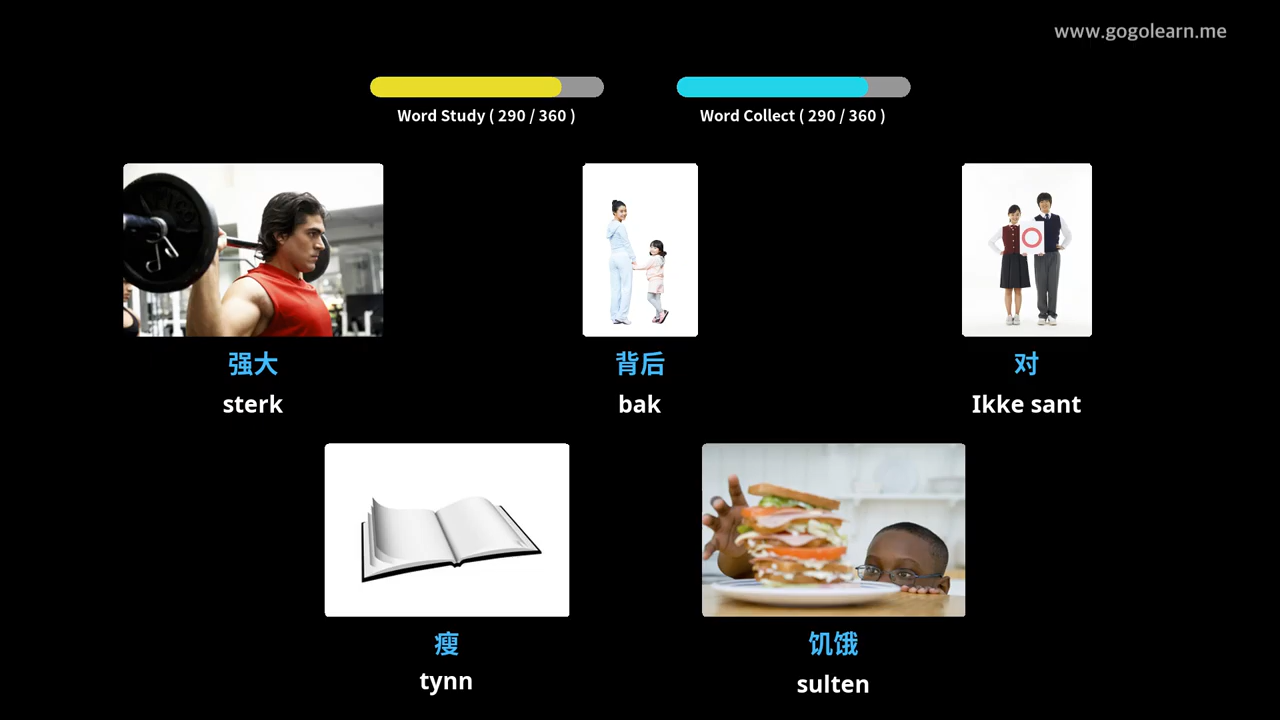 www.gogolearn.me
Word Study ( 290 / 360 )
Word Collect ( 290 / 360 )
强大
背后
对
sterk
bak
Ikke sant
瘦
饥饿
tynn
sulten